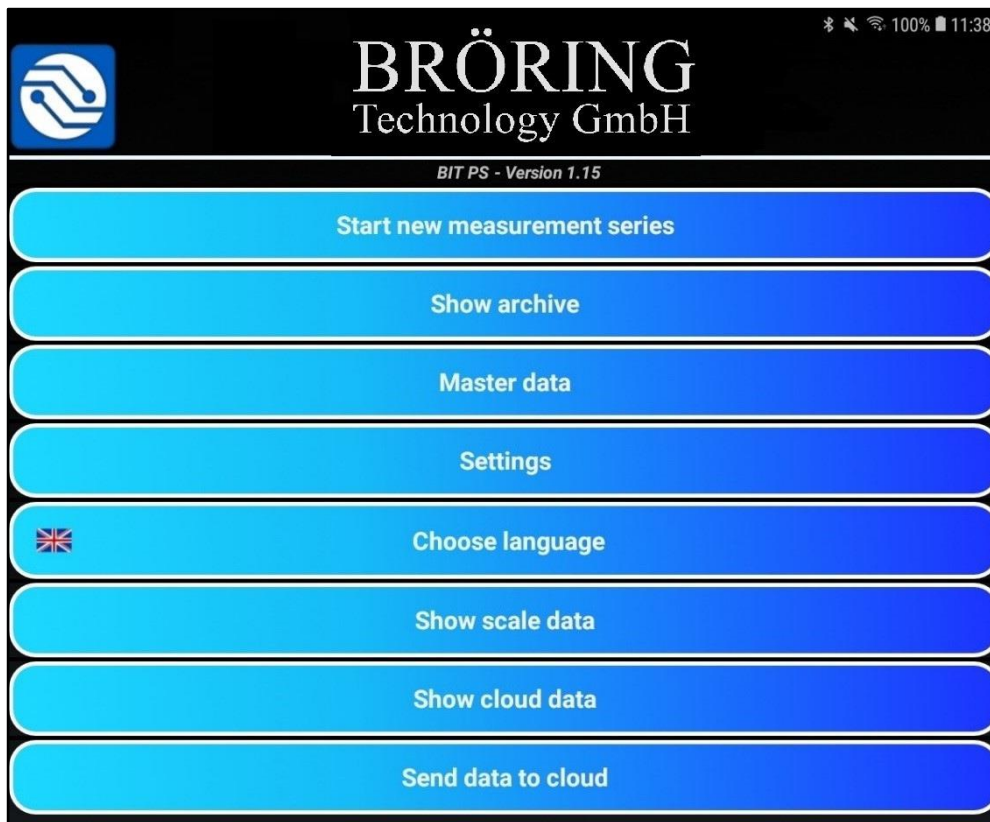 100% 11:38
BRÖRING
Technology GmbH
BIT PS - Version 1.15
Start new measurement series
Show archive
Master data
Settings
Choose language
Show scale data
Show cloud data
Send data to cloud